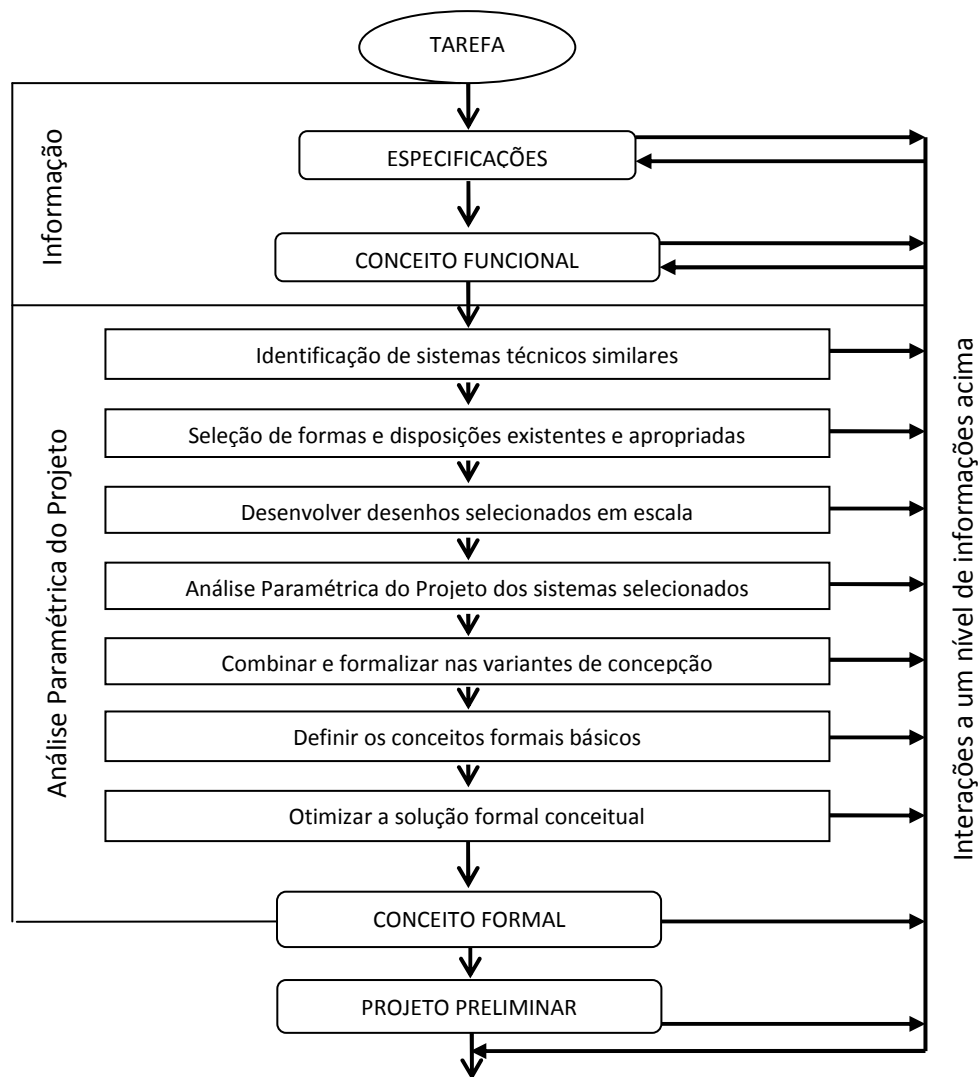 TAREFA
Informação
ESPECIFICAÇÕES
CONCEITO FUNCIONAL
Análise Paramétrica do Projeto
Identificação de sistemas técnicos similares
Seleção de formas e disposições existentes e apropriadas
Desenvolver desenhos selecionados em escala
Análise Paramétrica do Projeto dos sistemas selecionados
Combinar e formalizar nas variantes de concepção
Definir os conceitos formais básicos
Otimizar a solução formal conceitual
CONCEITO FORMAL
PROJETO PRELIMINAR
Interações a um nível de informações acima